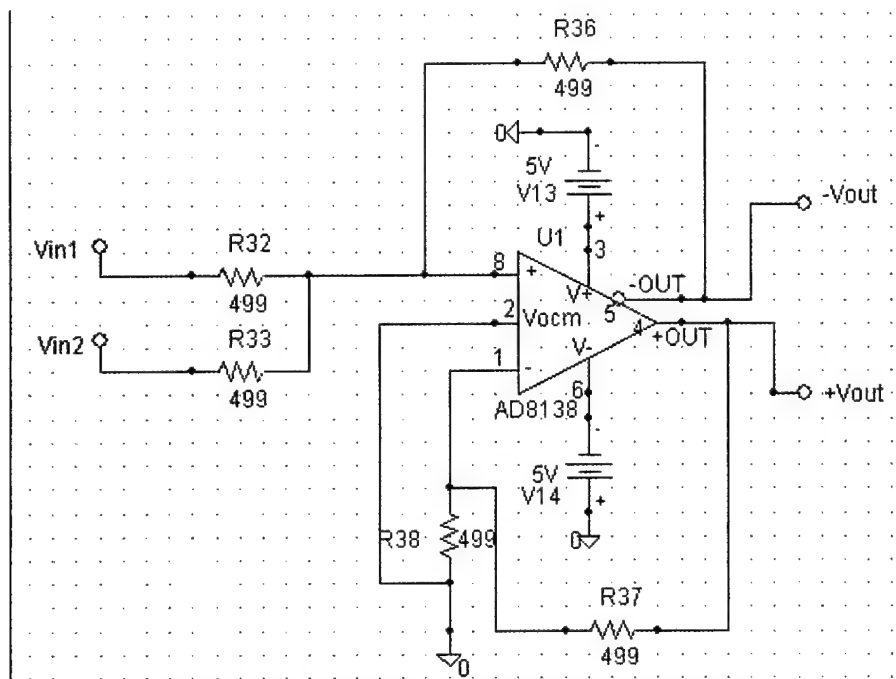 R36
499
0
-
5V
V13
+
3
-Vout
Vin1
R32
499
8
+
U1
V+
-OUT
5
2
Vocm
4
+OUT
Vin2
R33
499
1
-
V-
6
AD8138
+Vout
-
5V
V14
+
0
R38
499
R37
499
0